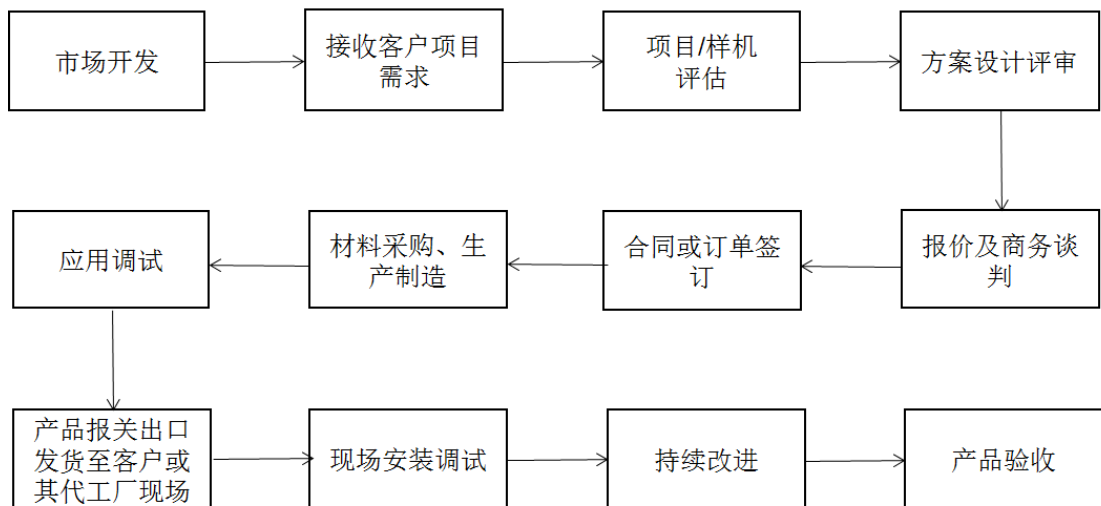 市场开发
接收客户项目
需求
项目/样机
评估
方案设计评审
报价及商务谈
判
合同或订单签
订
材料采购、生
产制造
应用调试
产品报关出口
发货至客户或
其代工厂现场
现场安装调试
持续改进
产品验收